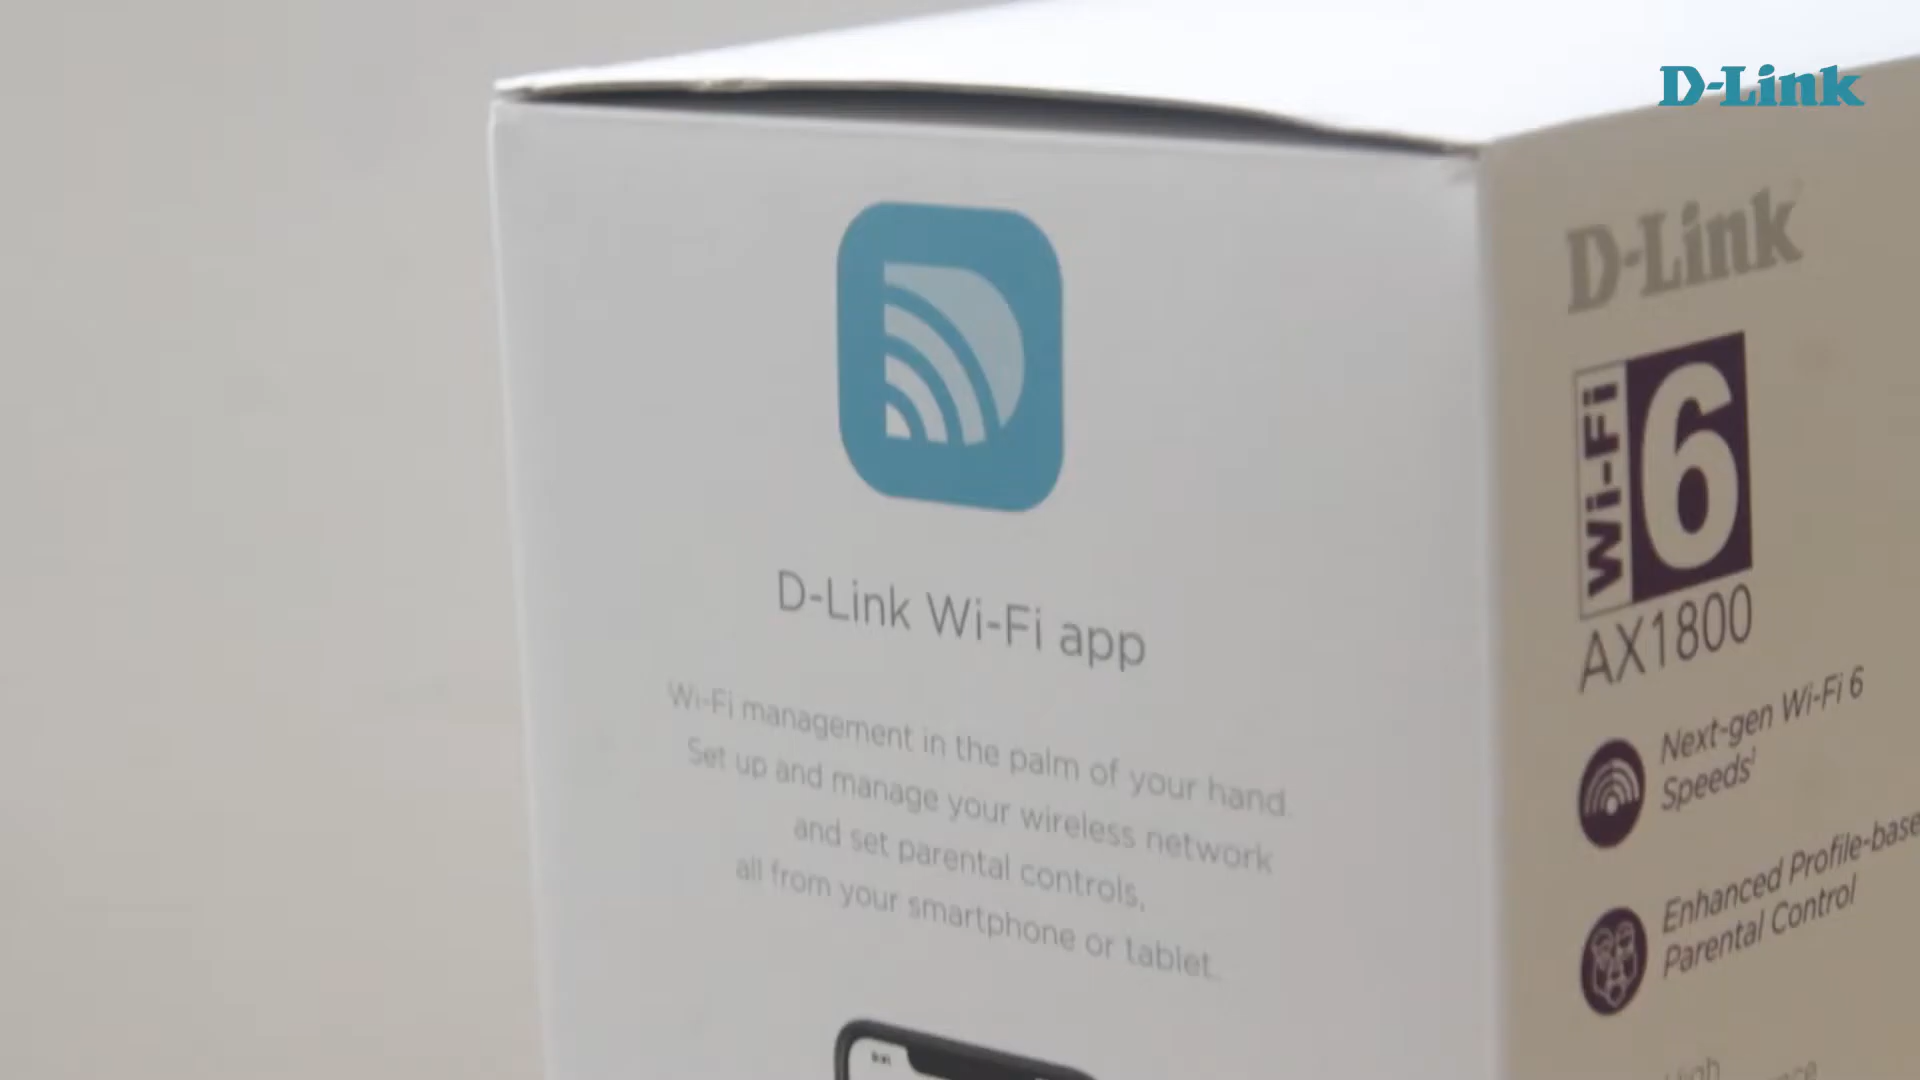 D-Link
D-Link Wi-Fi app
Wi-Fi management in the palm of your hand.
Set up and manage your wireless network
and set parental controls,
all from your smartphone or tablet.
D-Link
Wi-Fi 6
AX1800
Next-gen Wi-Fi 6
Speeds¹
Enhanced Profile-base
Parental Control